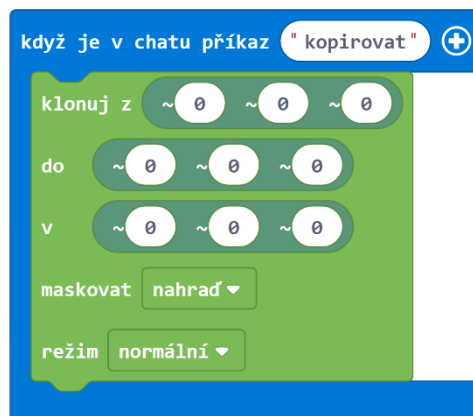 když je v chatu příkaz "kopirovat"
klonuj z ~0 ~0 ~0
do ~0 ~0 ~0
v ~0 ~0 ~0
maskovat nahraď
režim normální